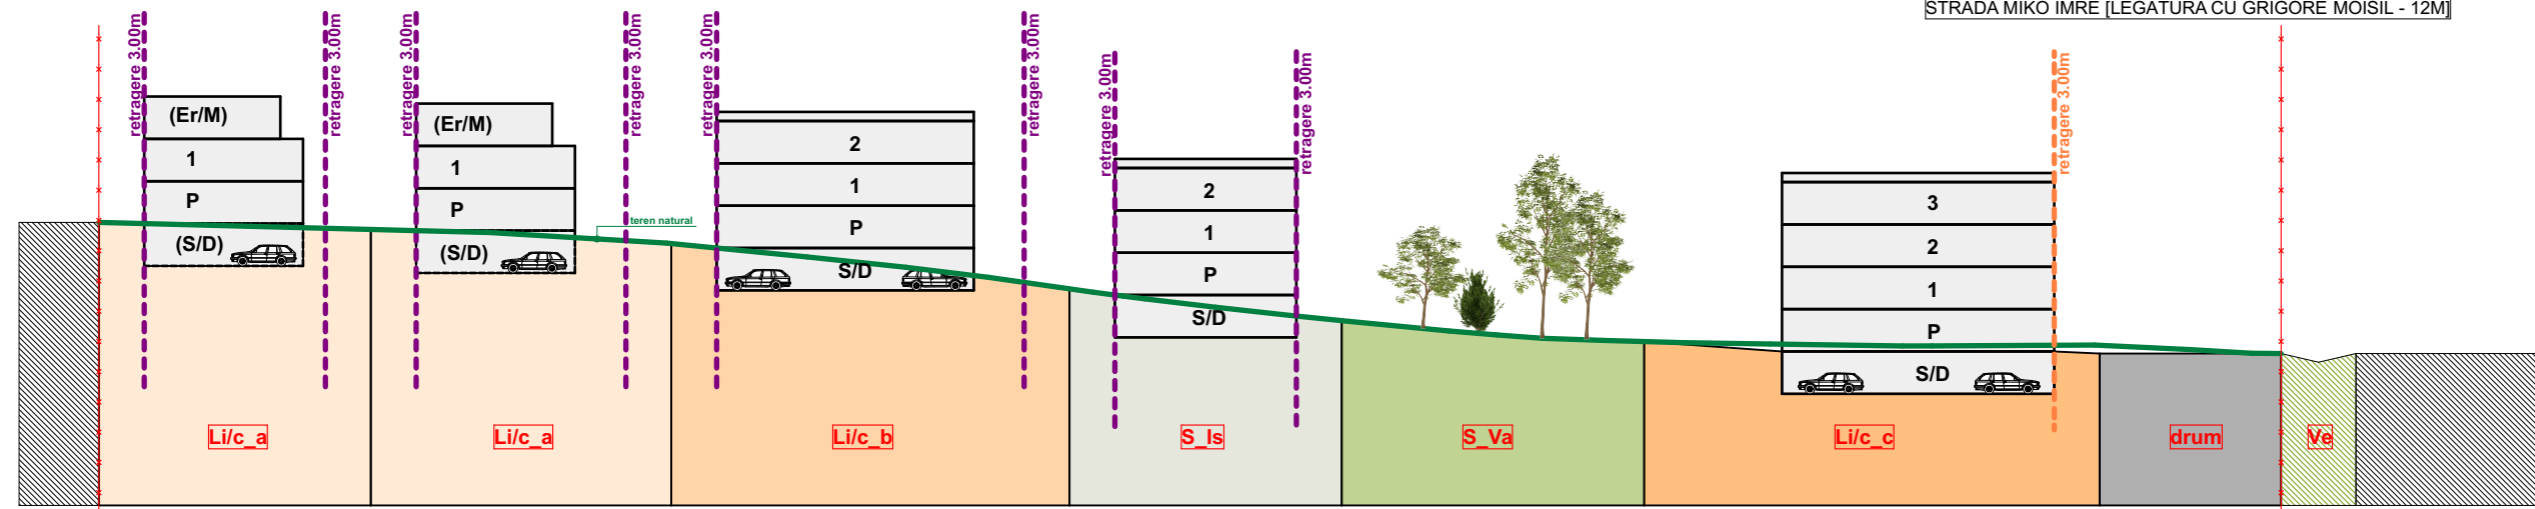 STRADA MIKO IMRE [LEGATURA CU GRIGORE MOISIL - 12M]
retragere 3.00m
retragere 3.00m
retragere 3.00m
retragere 3.00m
retragere 3.00m
retragere 3.00m
retragere 3.00m
retragere 3.00m
retragere 3.00m
(Er/M)
1
P
(S/D)
(Er/M)
1
P
(S/D)
teren natural
2
1
P
S/D
2
1
P
S/D
3
2
1
P
S/D
Li/c_a
Li/c_a
Li/c_b
S_Is
S_Va
Li/c_c
drum
Ve